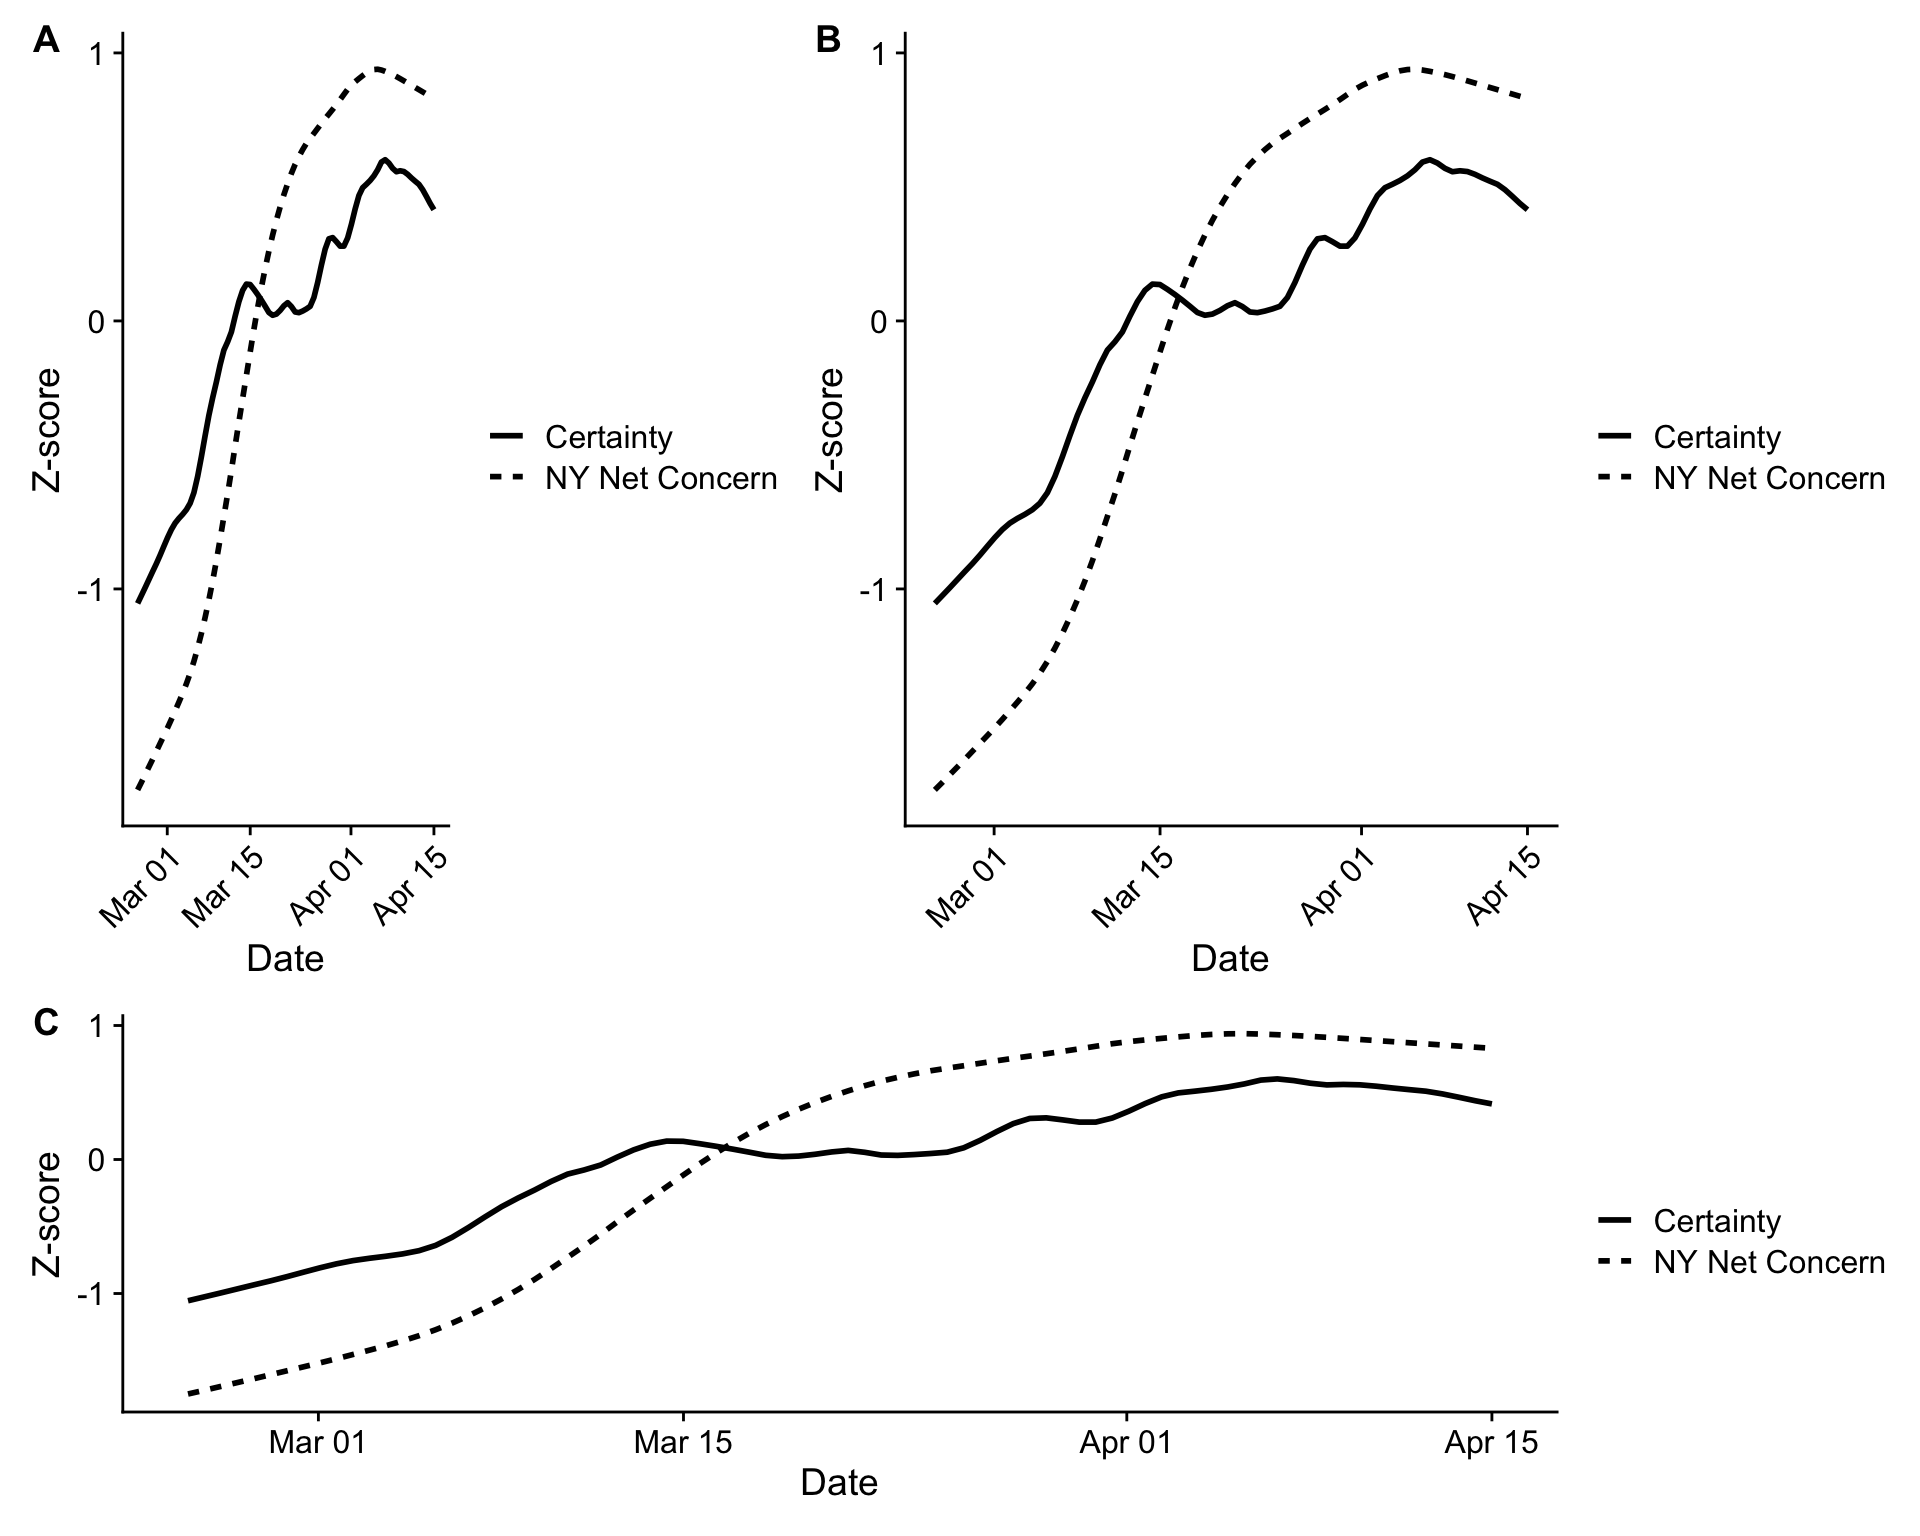 A
1
0
-1
Z-score
Mar 01
Mar 15
Apr 01
Apr 15
Date
Certainty
NY Net Concern
B
1
0
-1
Z-score
Mar 01
Mar 15
Apr 01
Apr 15
Date
Certainty
NY Net Concern
C
1
0
-1
Z-score
Mar 01
Mar 15
Apr 01
Apr 15
Date
Certainty
NY Net Concern